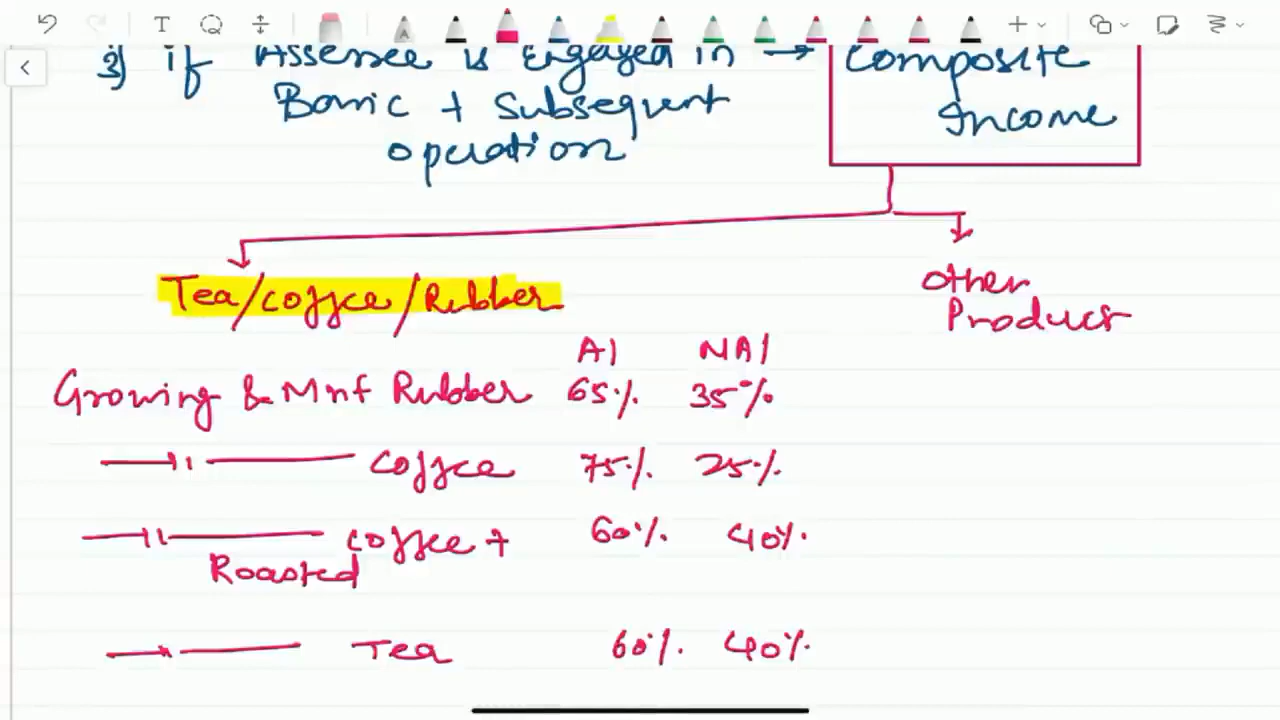 3) if Assessee is Engaged in → Composite
Basic + Subsequent Income
operation
Tea/Coffee/Rubber
Other
Product
AI NAI
Growing & Mnf Rubber 65% 35%
—〃— Coffee 75% 25%
—〃— Coffee + 60% 40%
Roasted
—〃— Tea 60% 40%